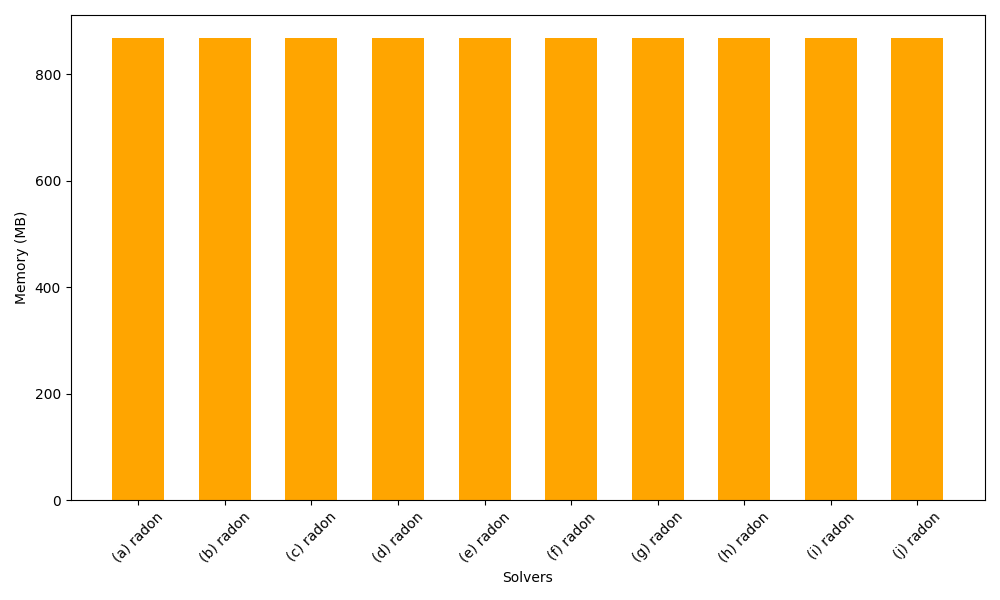 Memory (MB)
800
600
400
200
0
(a) radon
(b) radon
(c) radon
(d) radon
(e) radon
(f) radon
(g) radon
(h) radon
(i) radon
(j) radon
Solvers